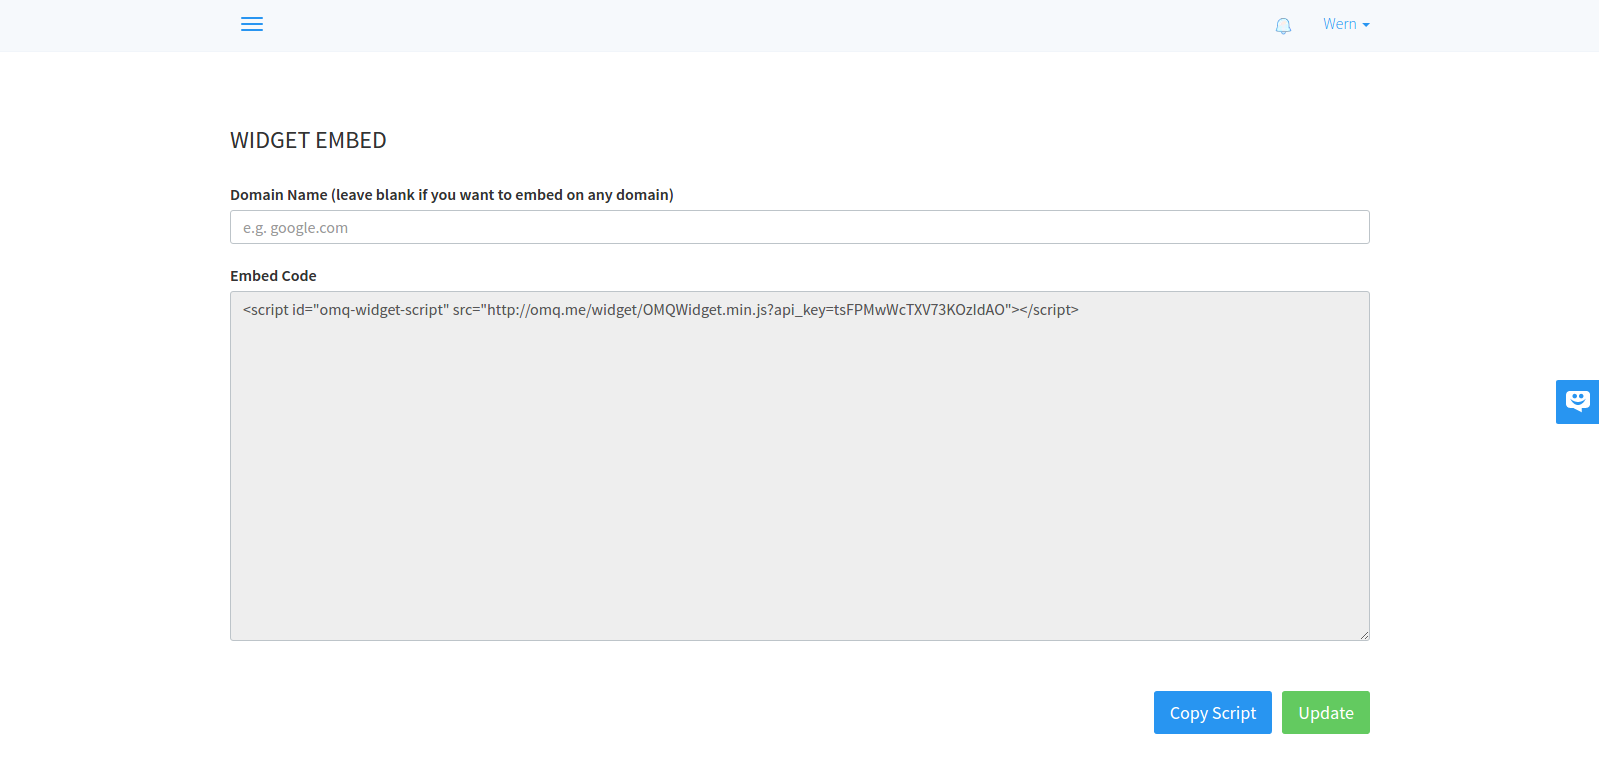 Wern
WIDGET EMBED
Domain Name (leave blank if you want to embed on any domain)
e.g. google.com
Embed Code
<script id="omq-widget-script" src="http://omq.me/widget/OMQWidget.min.js?api_key=tsFPMwWcTXV73KOzIdAO"></script>
Copy Script
Update